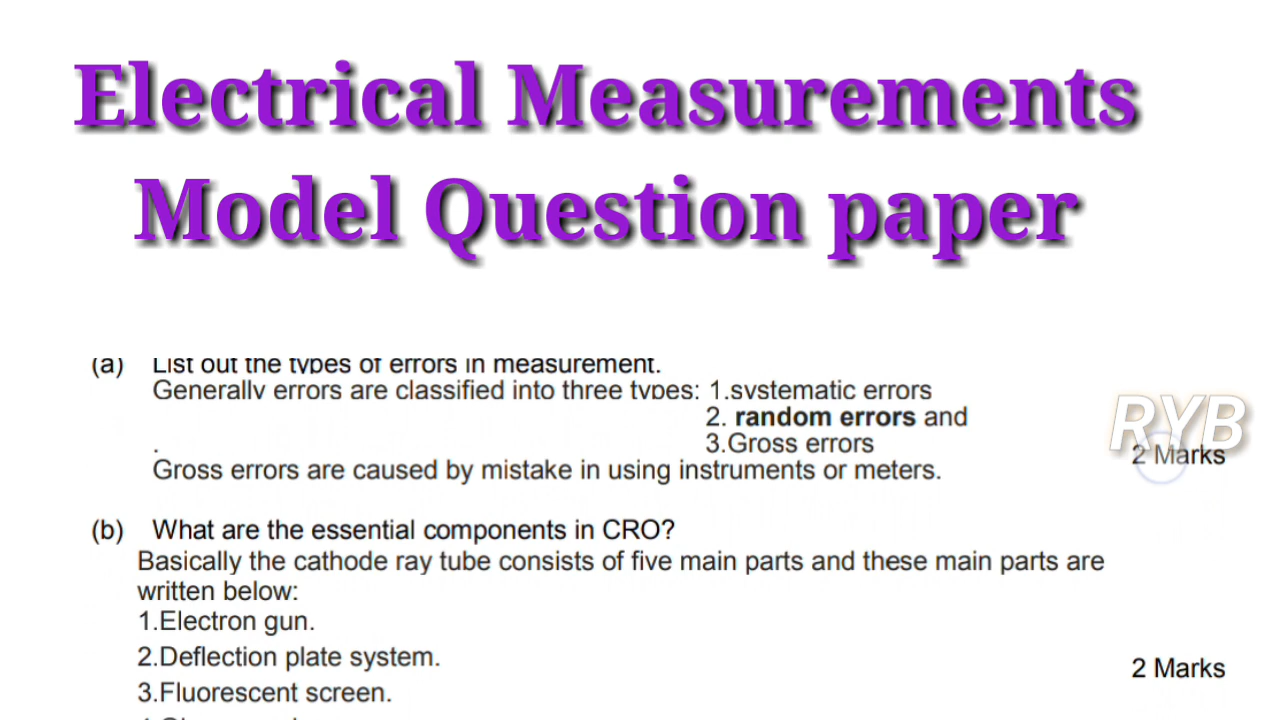 Electrical Measurements
Model Question paper
(a) List out the types of errors in measurement.
Generally errors are classified into three types: 1.systematic errors
2. random errors and
. 3.Gross errors
RYB
2 Marks
Gross errors are caused by mistake in using instruments or meters.
(b) What are the essential components in CRO?
Basically the cathode ray tube consists of five main parts and these main parts are
written below:
1.Electron gun.
2.Deflection plate system.
2 Marks
3.Fluorescent screen.